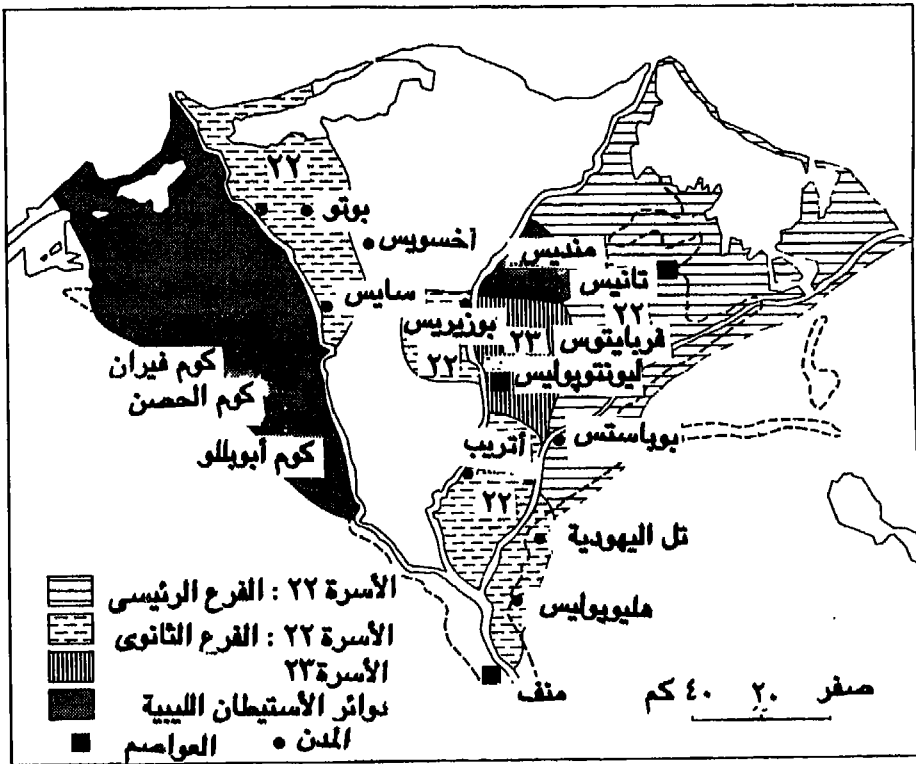 ٢٢
بوتو
أخسويس
منديس
تانيس
سايس
٢٢
بوزيريس
٢٣
فربايتوس
٢٢
ليونتوپوليس
كوم فيران
كوم الحصن
بوباستس
أتريب
كوم أبوبللو
٢٢
تل اليهودية
هليوپوليس
منف
الأسرة ٢٢ : الفرع الرئيسى
الأسرة ٢٢ : الفرع الثانوى
الأسرة ٢٣
دوائر الأستيطان الليبية
المدن
العواصم
صفر ٢٠ ٤٠ كم